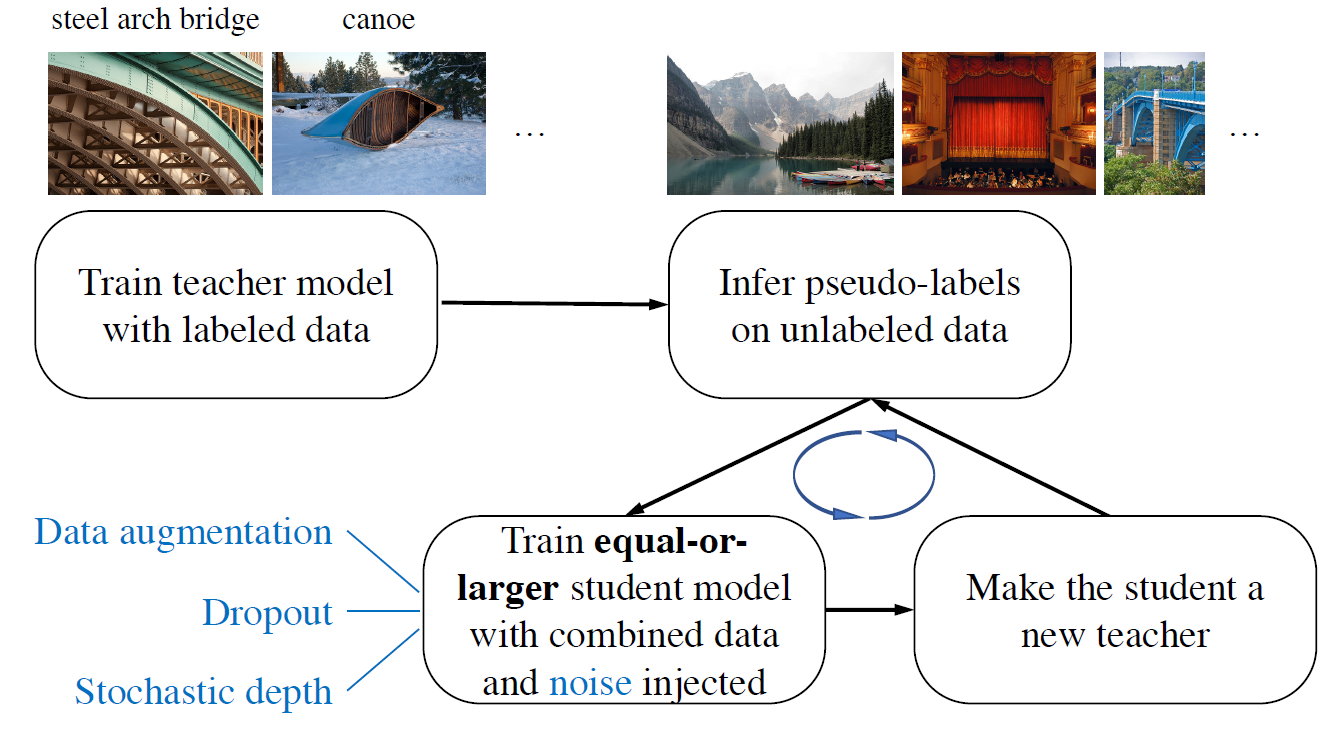 steel arch bridge
canoe
...
...
Train teacher model
with labeled data
Infer pseudo-labels
on unlabeled data
Data augmentation
Dropout
Stochastic depth
Train equal-or-
larger student model
with combined data
and noise injected
Make the student a
new teacher